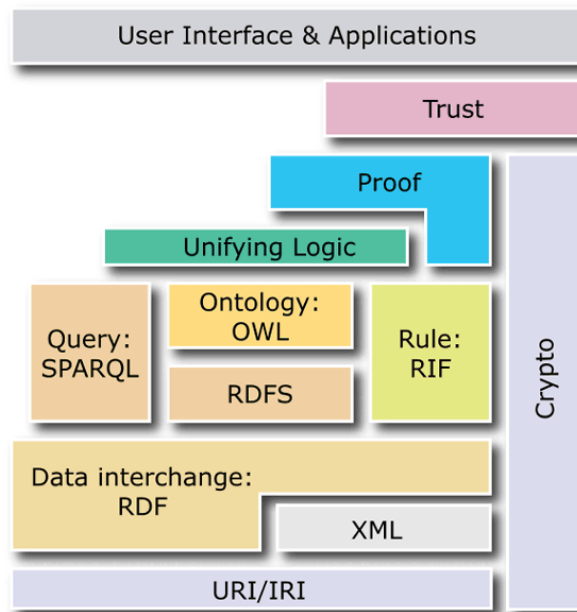 User Interface & Applications
Trust
Proof
Unifying Logic
Ontology:
OWL
Query:
SPARQL
Rule:
RIF
RDFS
Crypto
Data interchange:
RDF
XML
URI/IRI